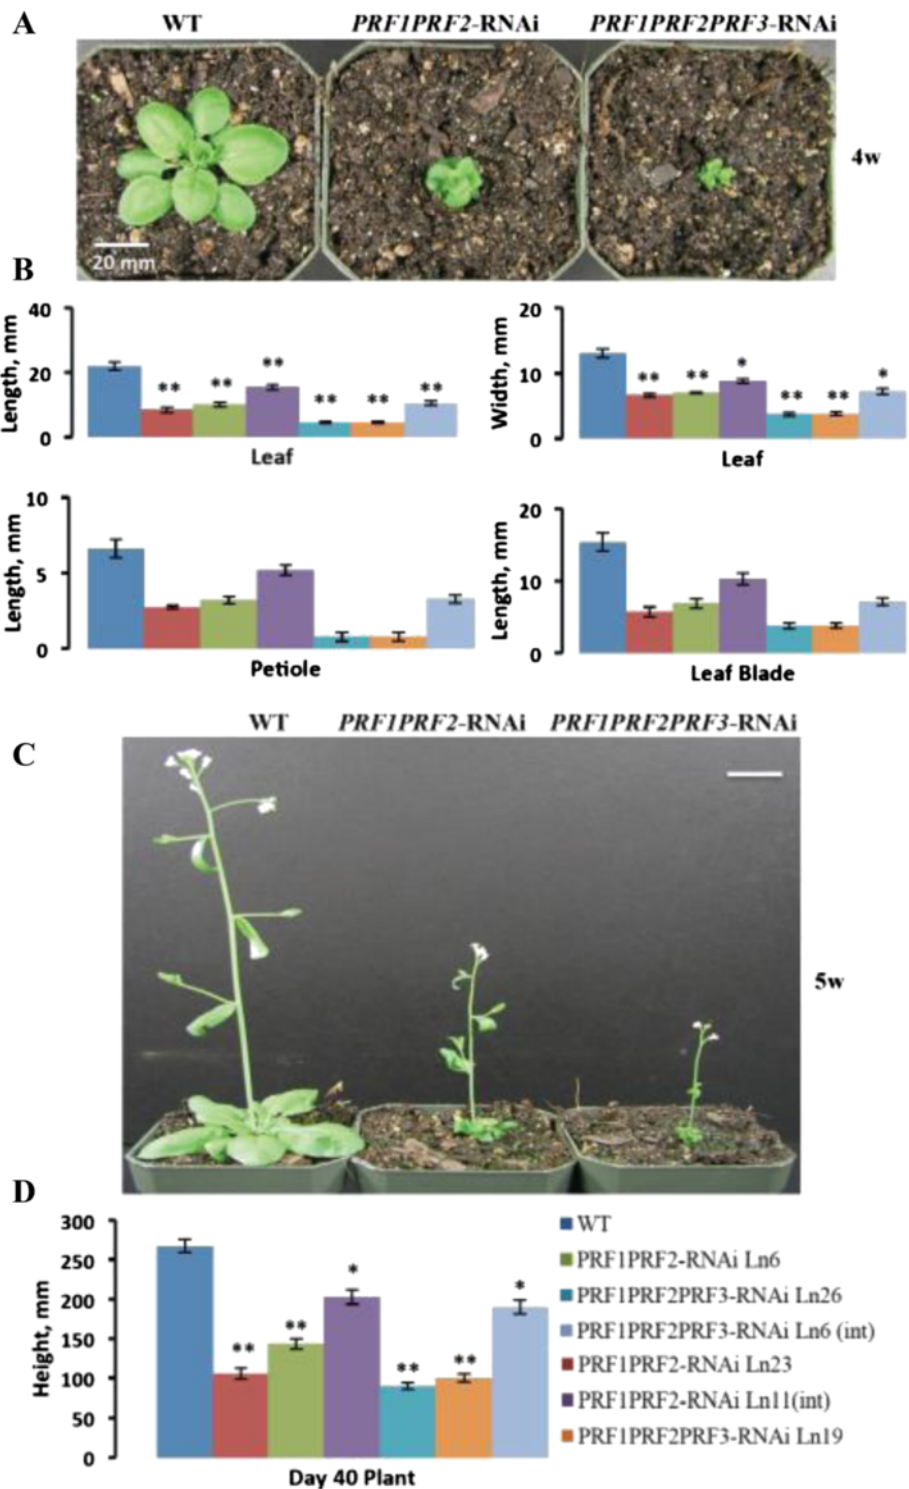 A
WT PRF1PRF2-RNAi PRF1PRF2PRF3-RNAi
4w
20 mm
B
40
20
0
Length, mm
** ** ** ** ** **
Leaf
20
10
0
Width, mm
** ** * ** ** *
Leaf
10
5
0
Length, mm
Petiole
20
10
0
Length, mm
Leaf Blade
WT PRF1PRF2-RNAi PRF1PRF2PRF3-RNAi
C
5w
D
300
250
200
150
100
50
0
Height, mm
** ** * ** ** *
Day 40 Plant
WT
PRF1PRF2-RNAi Ln6
PRF1PRF2PRF3-RNAi Ln26
PRF1PRF2PRF3-RNAi Ln6 (int)
PRF1PRF2-RNAi Ln23
PRF1PRF2-RNAi Ln11(int)
PRF1PRF2PRF3-RNAi Ln19